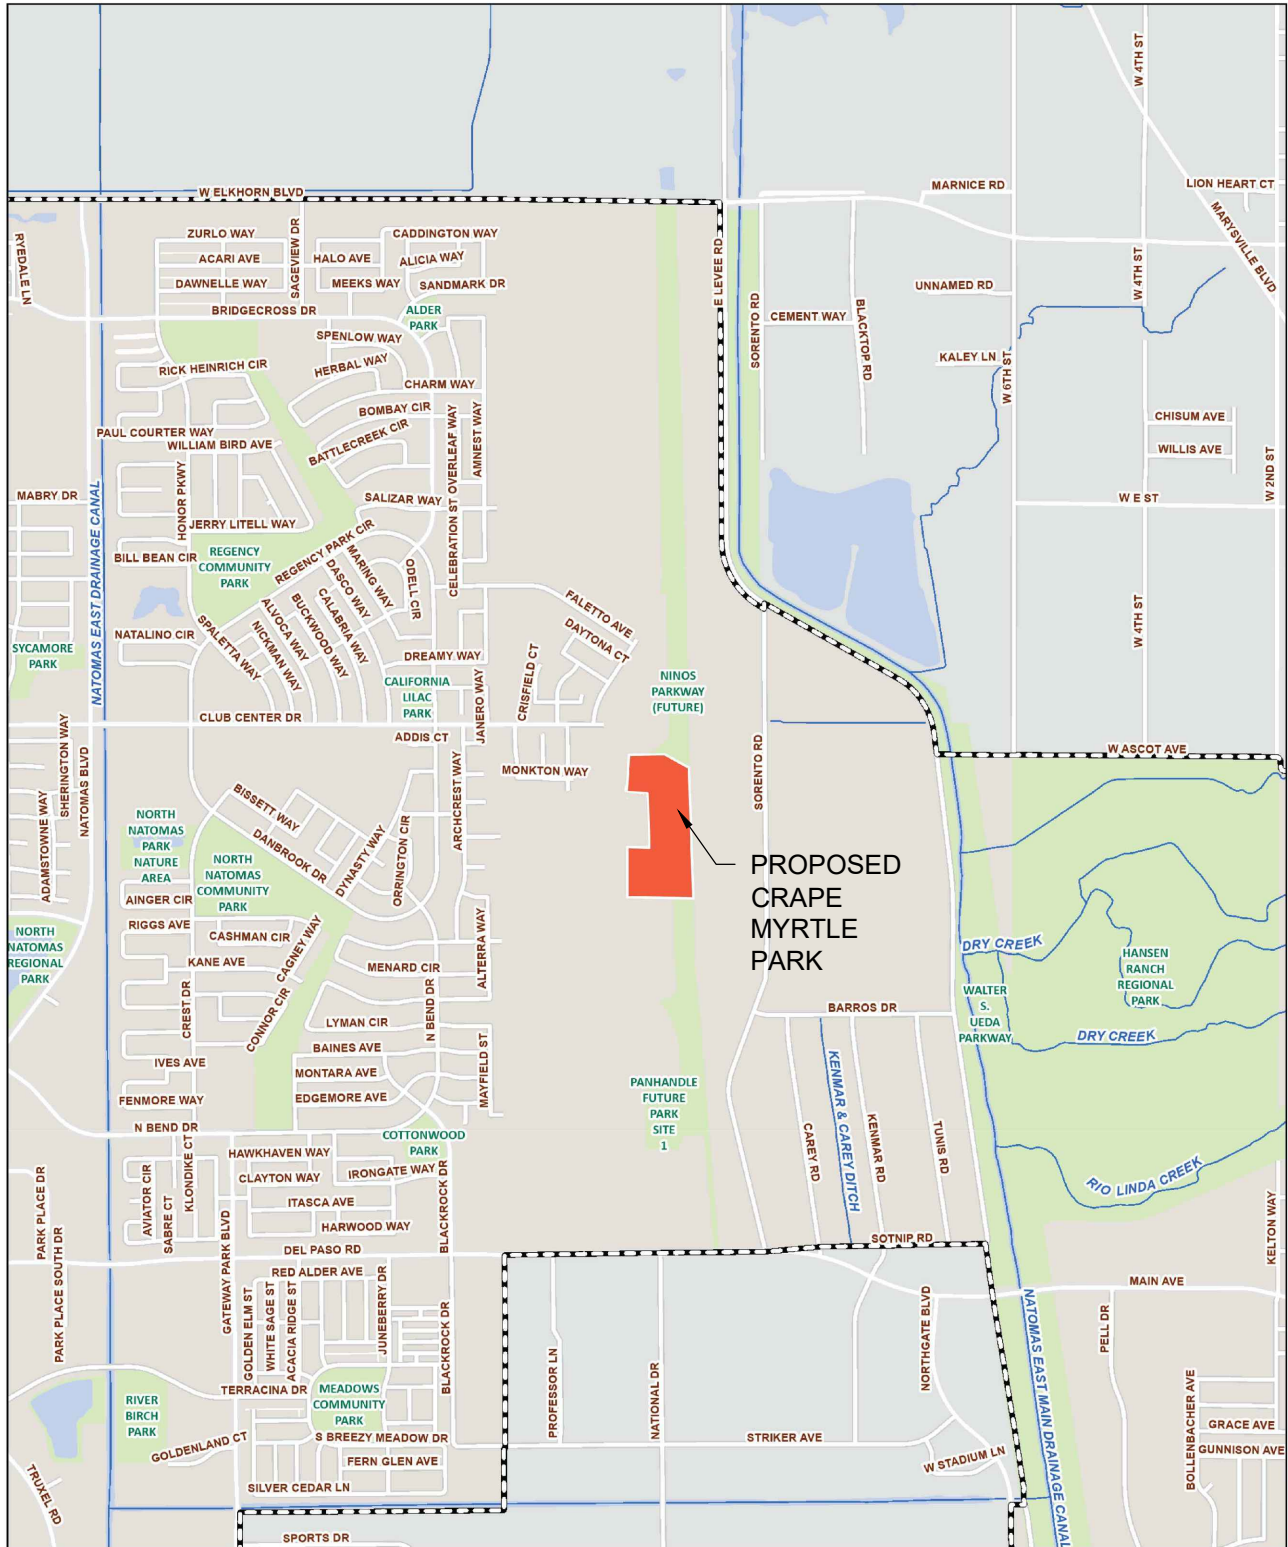 W 4TH ST
W ELKHORN BLVD
MARNICE RD
LION HEART CT
RYEDALE LN
ZURLO WAY
SAGEVIEW DR
CADDINGTON WAY
MARYSVILLE BLVD
ACARI AVE
HALO AVE
ALICIA WAY
E LEVEE RD
W 4TH ST
DAWNELLE WAY
MEEKS WAY
SANDMARK DR
UNNAMED RD
BRIDGECROSS DR
ALDER
PARK
SORENTO RD
CEMENT WAY
BLACKTOP RD
SPENLOW WAY
HERBAL WAY
KALEY LN
W 6TH ST
RICK HEINRICH CIR
CHARM WAY
BOMBAY CIR
CHISUM AVE
PAUL COURTER WAY
WILLIAM BIRD AVE
BATTLECREEK CIR
CELEBRATION ST OVERLEAF WAY
AMNEST WAY
WILLIS AVE
W 2ND ST
MABRY DR
NATOMAS EAST DRAINAGE CANAL
HONOR PKWY
SALIZAR WAY
W E ST
JERRY LITELL WAY
BILL BEAN CIR
REGENCY
COMMUNITY
PARK
REGENCY PARK CIR
MARING WAY
DASCO WAY
ODELL CIR
CALABRIA WAY
BUCKWOOD WAY
ALVOCA WAY
NICKMAN WAY
SPALETTA WAY
FALETTO AVE
DAYTONA CT
W 4TH ST
NATALINO CIR
SYCAMORE
PARK
DREAMY WAY
CRISFIELD CT
CALIFORNIA
LILAC
PARK
JANERO WAY
NINOS
PARKWAY
(FUTURE)
SHERINGTON WAY
NATOMAS BLVD
CLUB CENTER DR
ADDIS CT
W ASCOT AVE
MONKTON WAY
SORENTO RD
ADAMSTOWNE WAY
BISSETT WAY
ARCHCREST WAY
NORTH
NATOMAS
PARK
NATURE
AREA
DANBROOK DR
DYNASTY WAY
ORRINGTON CIR
NORTH
NATOMAS
COMMUNITY
PARK
PROPOSED
CRAPE
MYRTLE
PARK
AINGER CIR
RIGGS AVE
CASHMAN CIR
CAGNEY WAY
NORTH
NATOMAS
REGIONAL
PARK
KANE AVE
MENARD CIR
ALTERRA WAY
DRY CREEK
HANSEN
RANCH
REGIONAL
PARK
CREST DR
CONNOR CIR
N BEND DR
WALTER
S.
UEDA
PARKWAY
LYMAN CIR
BARROS DR
DRY CREEK
BAINES AVE
IVES AVE
MONTARA AVE
MAYFIELD ST
KENMAR & CAREY DITCH
PANHANDLE
FUTURE
PARK
SITE
1
FENMORE WAY
EDGEMORE AVE
CAREY RD
KENMAR RD
TUNIS RD
N BEND DR
COTTONWOOD
PARK
HAWKHAVEN WAY
AVIATOR CIR
SABRE CT
KLONDIKE CT
CLAYTON WAY
IRONGATE WAY
RIO LINDA CREEK
PARK PLACE DR
ITASCA AVE
HARWOOD WAY
BLACKROCK DR
KELTON WAY
PARK PLACE SOUTH DR
GATEWAY PARK BLVD
DEL PASO RD
SOTNIP RD
RED ALDER AVE
MAIN AVE
GOLDEN ELM ST
WHITE SAGE ST
ACACIA RIDGE ST
JUNEBERRY DR
BLACKROCK DR
NATOMAS EAST MAIN DRAINAGE CANAL
PELL DR
PROFESSOR LN
NATIONAL DR
NORTHGATE BLVD
TERRACINA DR
MEADOWS
COMMUNITY
PARK
RIVER
BIRCH
PARK
BOLLENBACHER AVE
GRACE AVE
GOLDENLAND CT
S BREEZY MEADOW DR
STRIKER AVE
GUNNISON AVE
FERN GLEN AVE
W STADIUM LN
TRUXEL RD
SILVER CEDAR LN
SPORTS DR